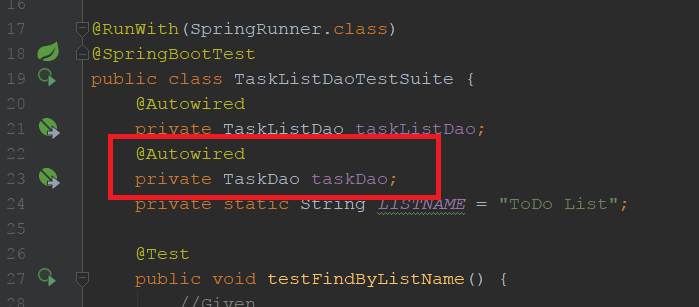 16
17 @RunWith(SpringRunner.class)
18 @SpringBootTest
19 public class TaskListDaoTestSuite {
20 @Autowired
21 private TaskListDao taskListDao;
22 @Autowired
23 private TaskDao taskDao;
24 private static String LISTNAME = "ToDo List";
25
26 @Test
27 public void testFindByListName() {
28 //Given